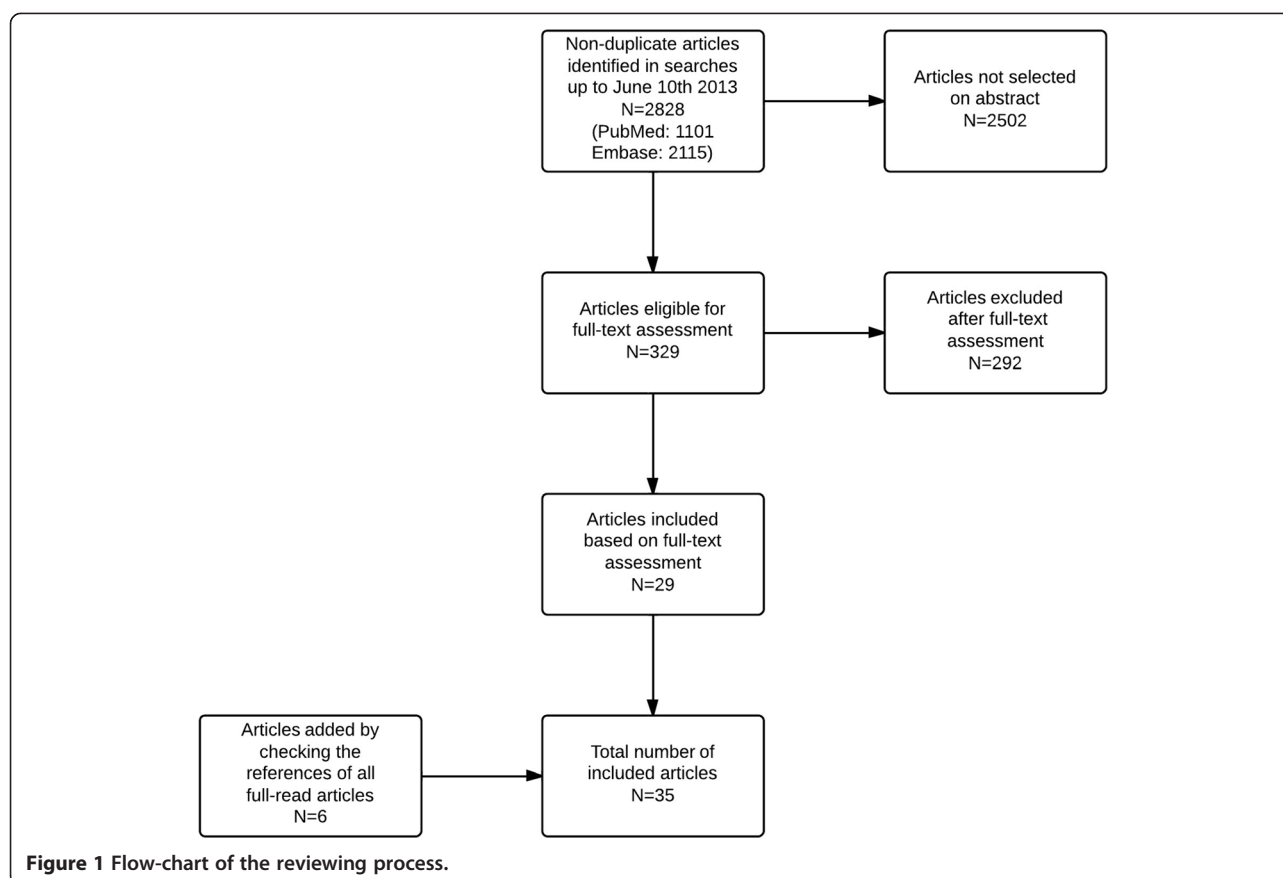 Non-duplicate articles
identified in searches
up to June 10th 2013
N=2828
(PubMed: 1101
Embase: 2115)
Articles not selected
on abstract
N=2502
Articles eligible for
full-text assessment
N=329
Articles excluded
after full-text
assessment
N=292
Articles included
based on full-text
assessment
N=29
Articles added by
checking the
references of all
full-read articles
N=6
Total number of
included articles
N=35
Figure 1 Flow-chart of the reviewing process.